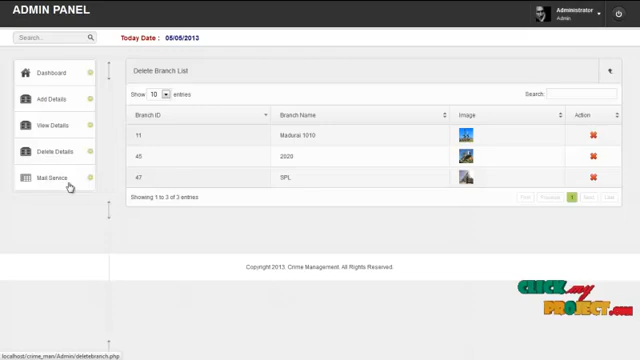 ADMIN PANEL
Administrator
Admin
Search...
Today Date : 05/05/2013
Dashboard
Add Details
View Details
Delete Details
Mail Service
Delete Branch List
Show 10 entries
Search:
Branch ID Branch Name Image Action
11 Madurai 1010
45 2020
47 SPL
Showing 1 to 3 of 3 entries
First Previous 1 Next Last
Copyright 2013. Crime Management. All rights reserved.
CLICK my
PROJECT.com
localhost/crime_man/Admin/deletebranch.php